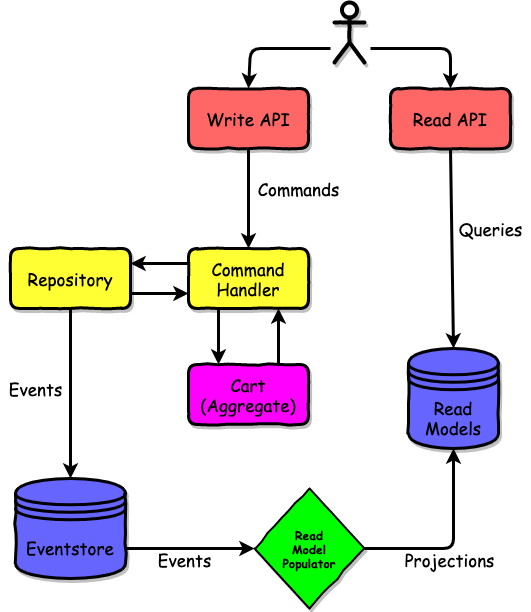 Write API
Read API
Commands
Queries
Repository
Command
Handler
Events
Cart
(Aggregate)
Read
Models
Eventstore
Events
Read
Model
Populator
Projections